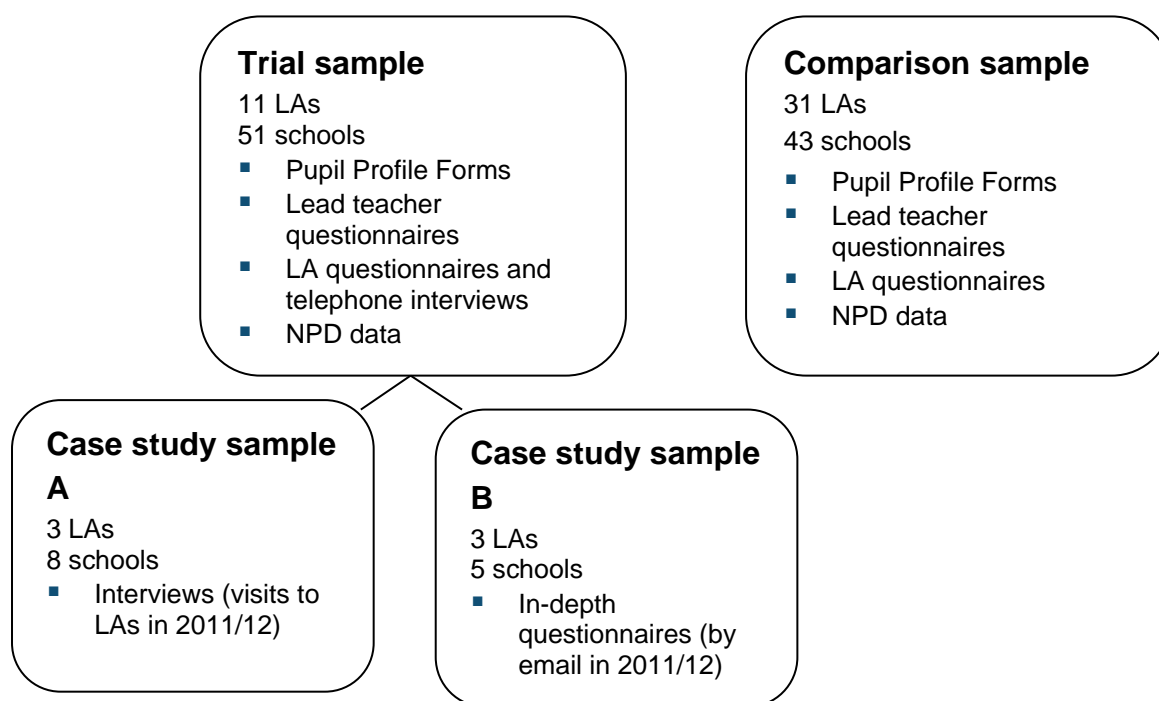 Trial sample
11 LAs
51 schools
▪ Pupil Profile Forms
▪ Lead teacher
questionnaires
▪ LA questionnaires and
telephone interviews
▪ NPD data
Comparison sample
31 LAs
43 schools
▪ Pupil Profile Forms
▪ Lead teacher
questionnaires
▪ LA questionnaires
▪ NPD data
Case study sample
A
3 LAs
8 schools
▪ Interviews (visits to
LAs in 2011/12)
Case study sample
B
3 LAs
5 schools
▪ In-depth
questionnaires (by
email in 2011/12)